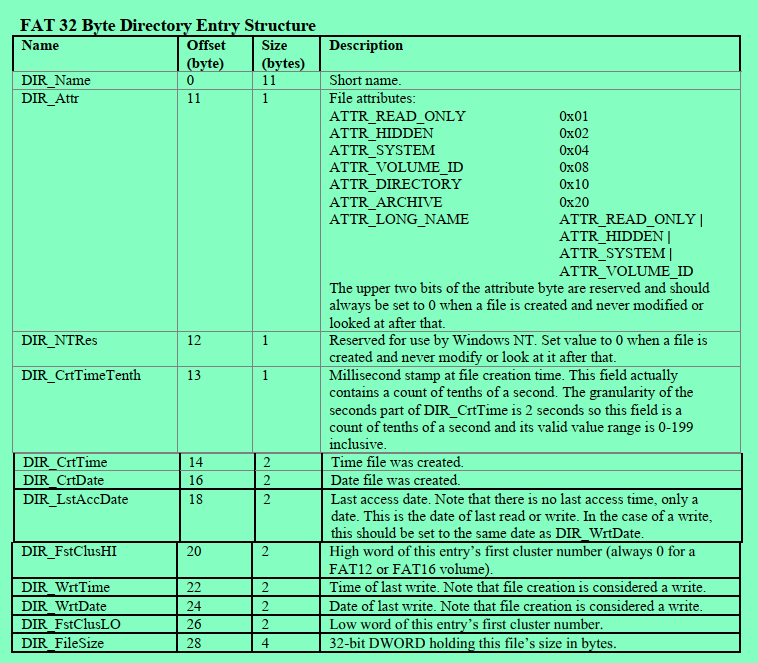 FAT 32 Byte Directory Entry Structure
Name Offset (byte) Size (bytes) Description
DIR_Name 0 11 Short name.
DIR_Attr 11 1 File attributes:
ATTR_READ_ONLY 0x01
ATTR_HIDDEN 0x02
ATTR_SYSTEM 0x04
ATTR_VOLUME_ID 0x08
ATTR_DIRECTORY 0x10
ATTR_ARCHIVE 0x20
ATTR_LONG_NAME ATTR_READ_ONLY |
ATTR_HIDDEN |
ATTR_SYSTEM |
ATTR_VOLUME_ID
The upper two bits of the attribute byte are reserved and should
always be set to 0 when a file is created and never modified or
looked at after that.
DIR_NTRes 12 1 Reserved for use by Windows NT. Set value to 0 when a file is
created and never modify or look at it after that.
DIR_CrtTimeTenth 13 1 Millisecond stamp at file creation time. This field actually
contains a count of tenths of a second. The granularity of the
seconds part of DIR_CrtTime is 2 seconds so this field is a
count of tenths of a second and its valid value range is 0-199
inclusive.
DIR_CrtTime 14 2 Time file was created.
DIR_CrtDate 16 2 Date file was created.
DIR_LstAccDate 18 2 Last access date. Note that there is no last access time, only a
date. This is the date of last read or write. In the case of a write,
this should be set to the same date as DIR_WrtDate.
DIR_FstClusHI 20 2 High word of this entry's first cluster number (always 0 for a
FAT12 or FAT16 volume).
DIR_WrtTime 22 2 Time of last write. Note that file creation is considered a write.
DIR_WrtDate 24 2 Date of last write. Note that file creation is considered a write.
DIR_FstClusLO 26 2 Low word of this entry's first cluster number.
DIR_FileSize 28 4 32-bit DWORD holding this file's size in bytes.